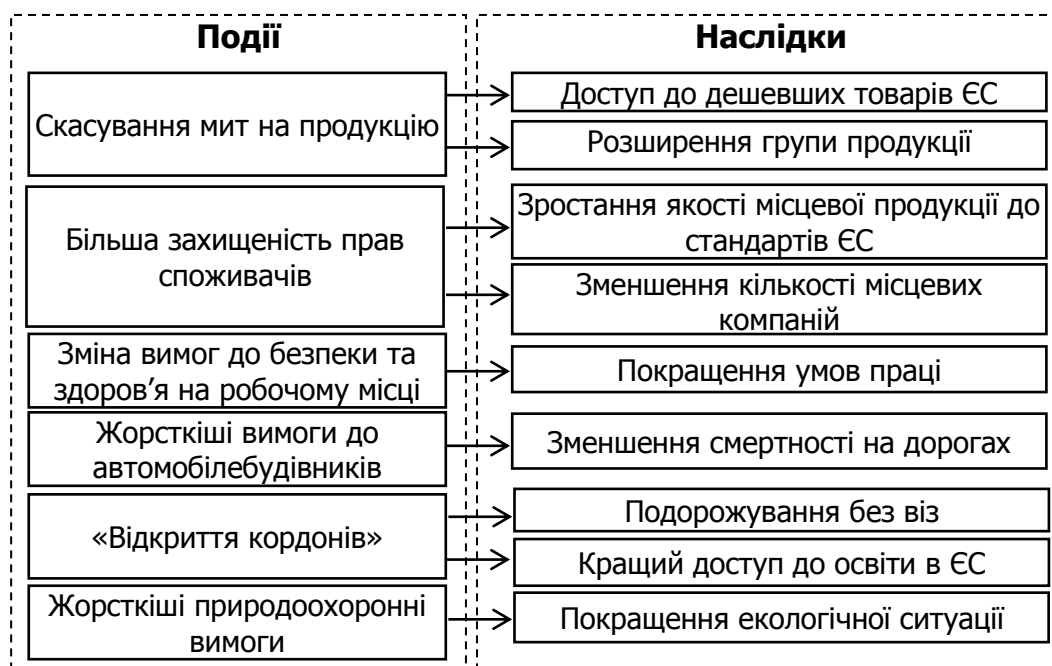 Події
Наслідки
Скасування мит на продукцію
Доступ до дешевших товарів ЄС
Розширення групи продукції
Більша захищеність прав
споживачів
Зростання якості місцевої продукції до
стандартів ЄС
Зменшення кількості місцевих
компаній
Зміна вимог до безпеки та
здоров’я на робочому місці
Покращення умов праці
Жорсткіші вимоги до
автомобілебудівників
Зменшення смертності на дорогах
«Відкриття кордонів»
Подорожування без віз
Кращий доступ до освіти в ЄС
Жорсткіші природоохоронні
вимоги
Покращення екологічної ситуації